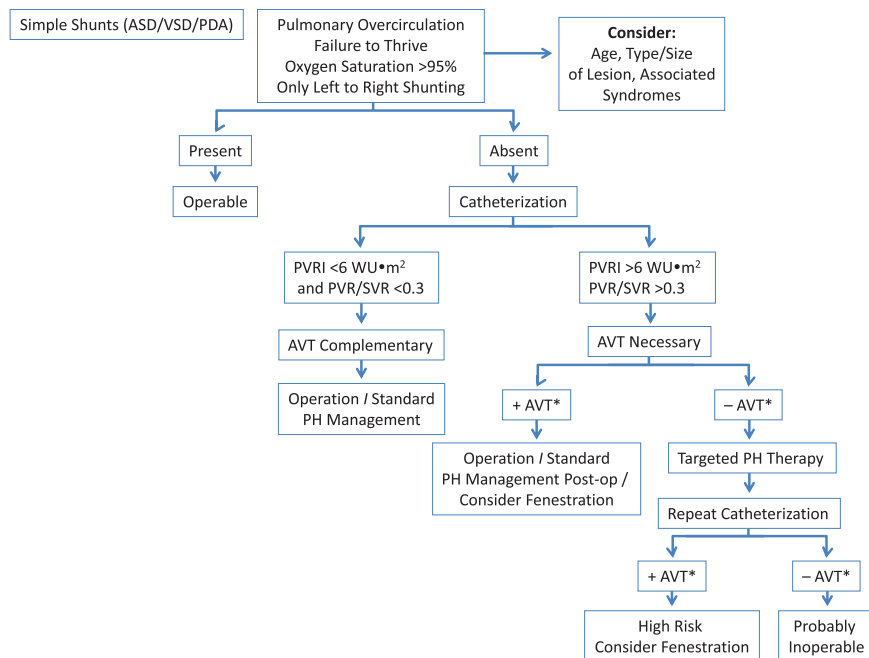 Simple Shunts (ASD/VSD/PDA)
Pulmonary Overcirculation
Failure to Thrive
Oxygen Saturation >95%
Only Left to Right Shunting
Consider:
Age, Type/Size
of Lesion, Associated
Syndromes
Present
Absent
Operable
Catheterization
PVRI <6 WU•m²
and PVR/SVR <0.3
PVRI >6 WU•m²
PVR/SVR >0.3
AVT Complementary
AVT Necessary
Operation / Standard
PH Management
+ AVT*
– AVT*
Operation / Standard
PH Management Post-op /
Consider Fenestration
Targeted PH Therapy
Repeat Catheterization
+ AVT*
– AVT*
High Risk
Consider Fenestration
Probably
Inoperable